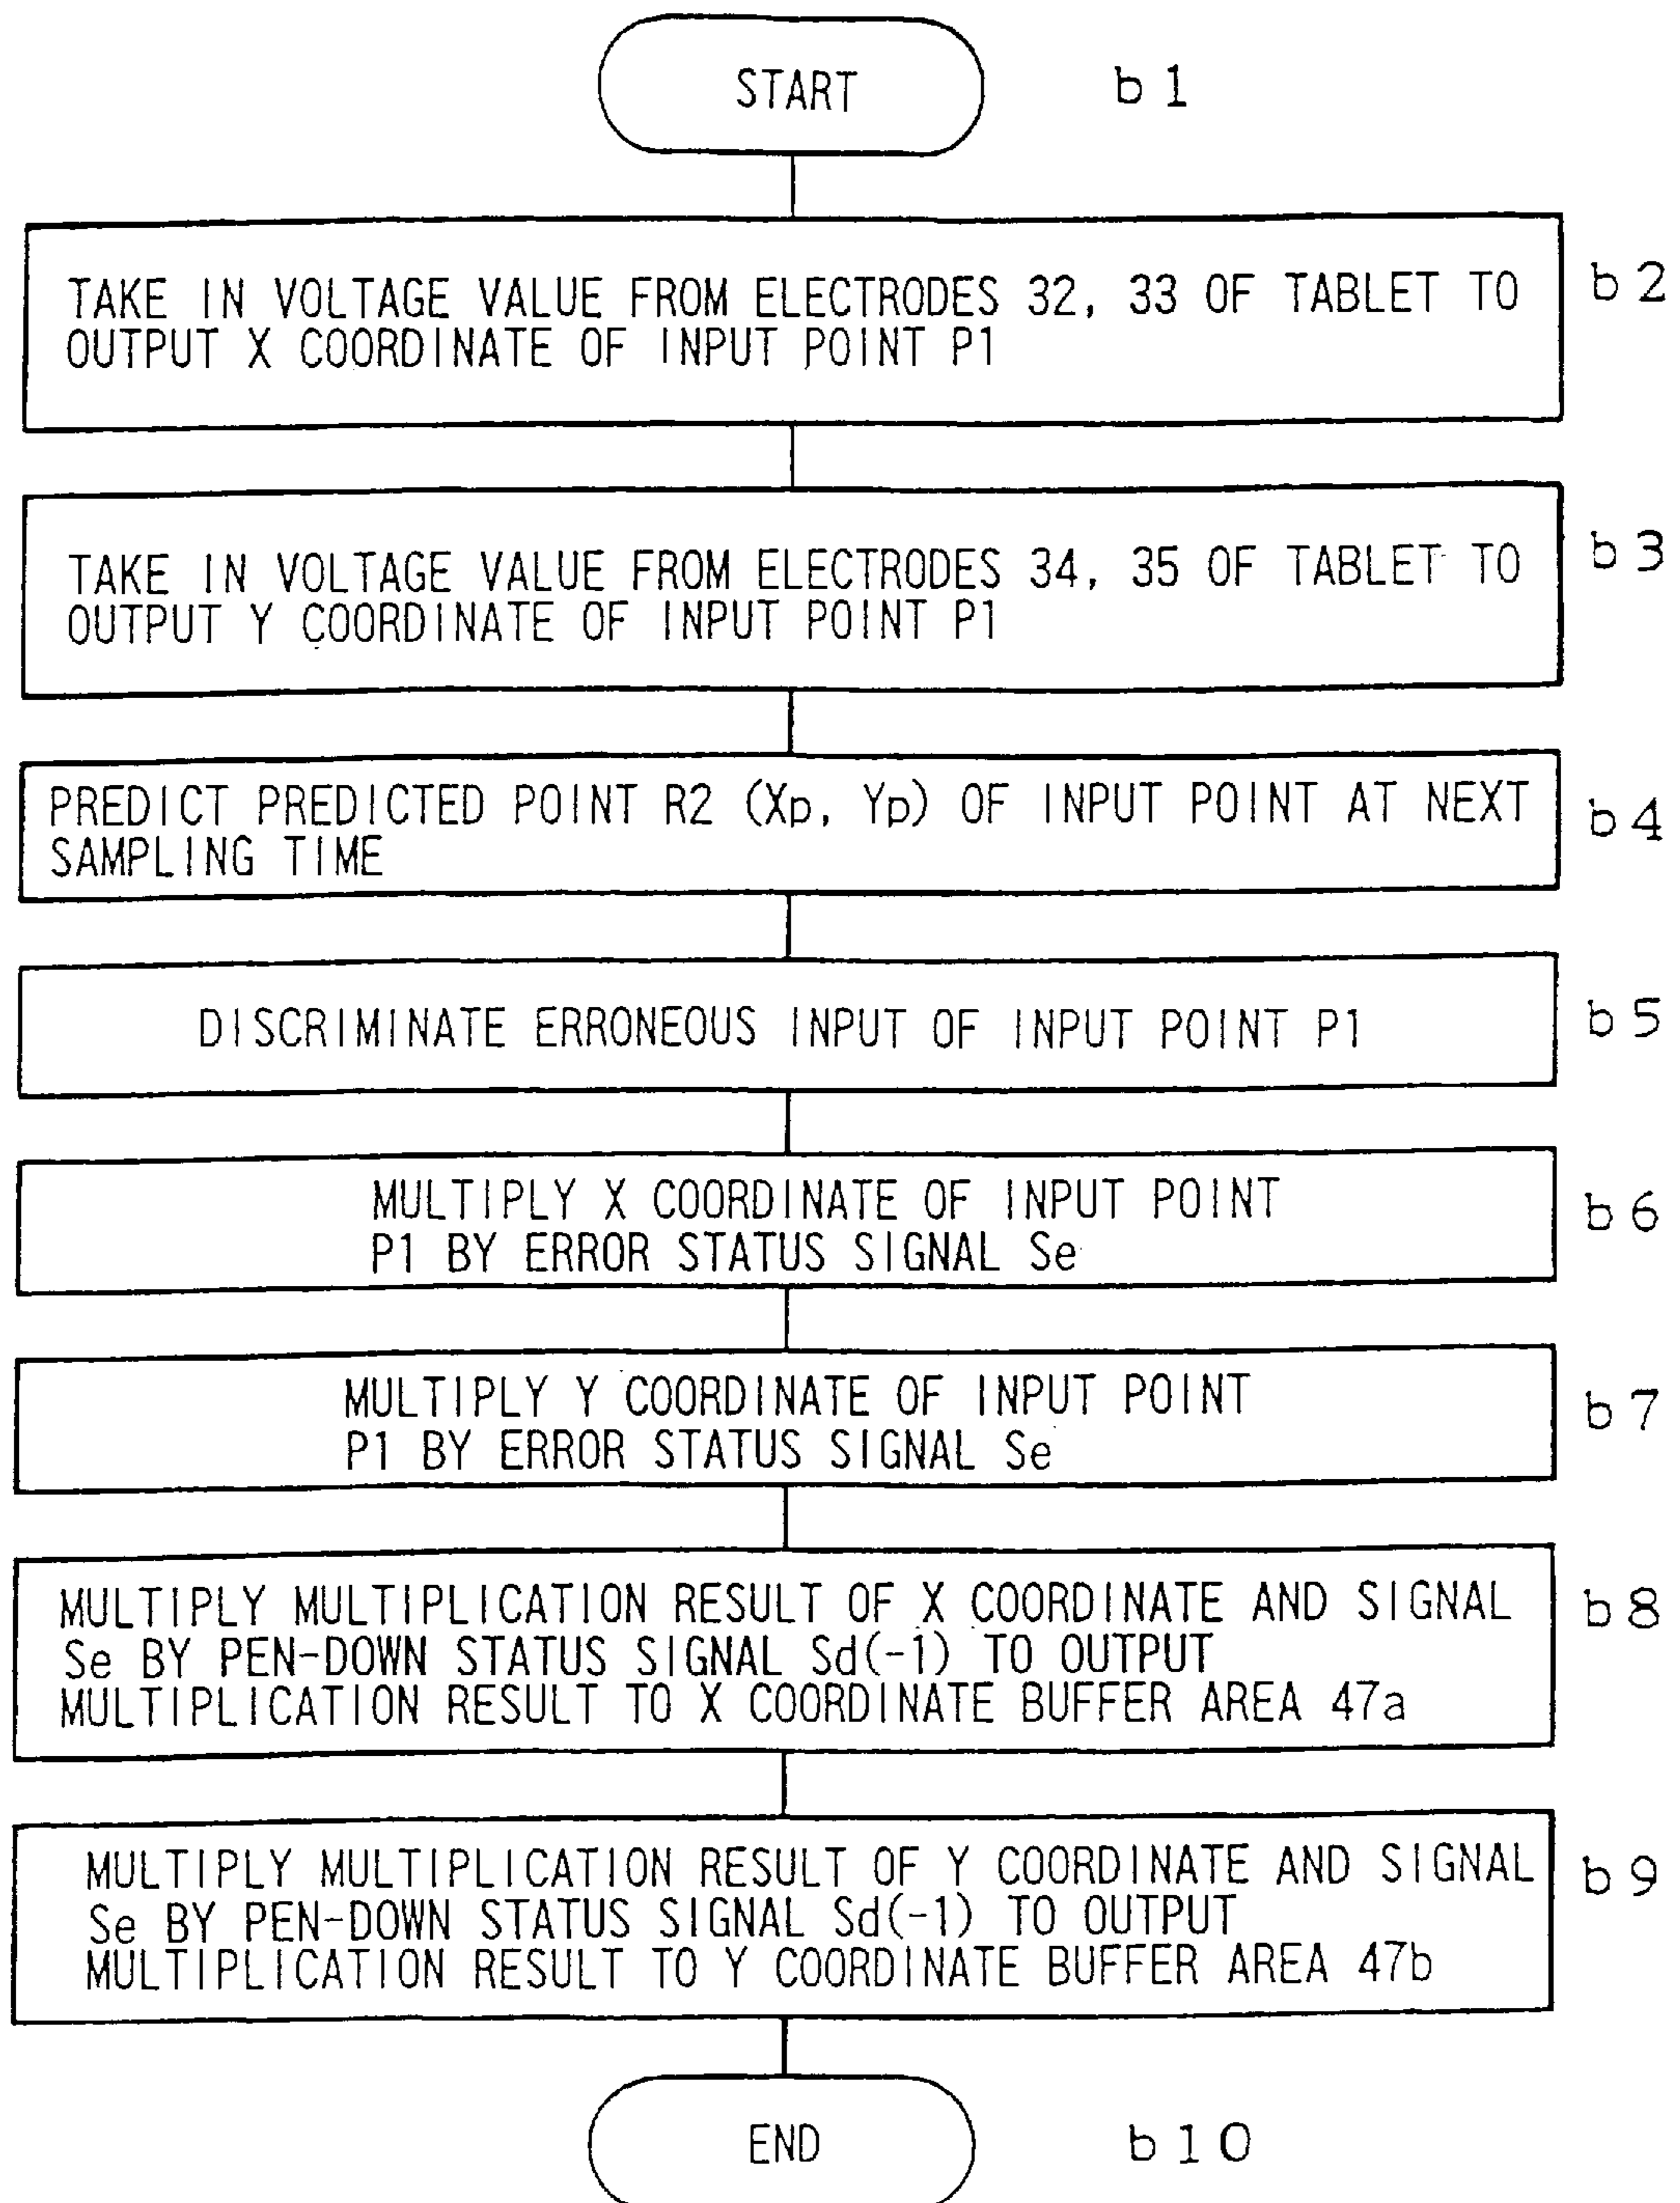 START
b1
TAKE IN VOLTAGE VALUE FROM ELECTRODES 32, 33 OF TABLET TO
OUTPUT X COORDINATE OF INPUT POINT P1
b2
TAKE IN VOLTAGE VALUE FROM ELECTRODES 34, 35 OF TABLET TO
OUTPUT Y COORDINATE OF INPUT POINT P1
b3
PREDICT PREDICTED POINT R2 (Xp, Yp) OF INPUT POINT AT NEXT
SAMPLING TIME
b4
DISCRIMINATE ERRONEOUS INPUT OF INPUT POINT P1
b5
MULTIPLY X COORDINATE OF INPUT POINT
P1 BY ERROR STATUS SIGNAL Se
b6
MULTIPLY Y COORDINATE OF INPUT POINT
P1 BY ERROR STATUS SIGNAL Se
b7
MULTIPLY MULTIPLICATION RESULT OF X COORDINATE AND SIGNAL
Se BY PEN-DOWN STATUS SIGNAL Sd(-1) TO OUTPUT
MULTIPLICATION RESULT TO X COORDINATE BUFFER AREA 47a
b8
MULTIPLY MULTIPLICATION RESULT OF Y COORDINATE AND SIGNAL
Se BY PEN-DOWN STATUS SIGNAL Sd(-1) TO OUTPUT
MULTIPLICATION RESULT TO Y COORDINATE BUFFER AREA 47b
b9
END
b10